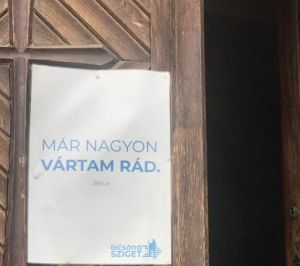 MÁR NAGYON
VÁRTAM RÁD.
Jézus
DICSŐÍTŐ
SZIGET